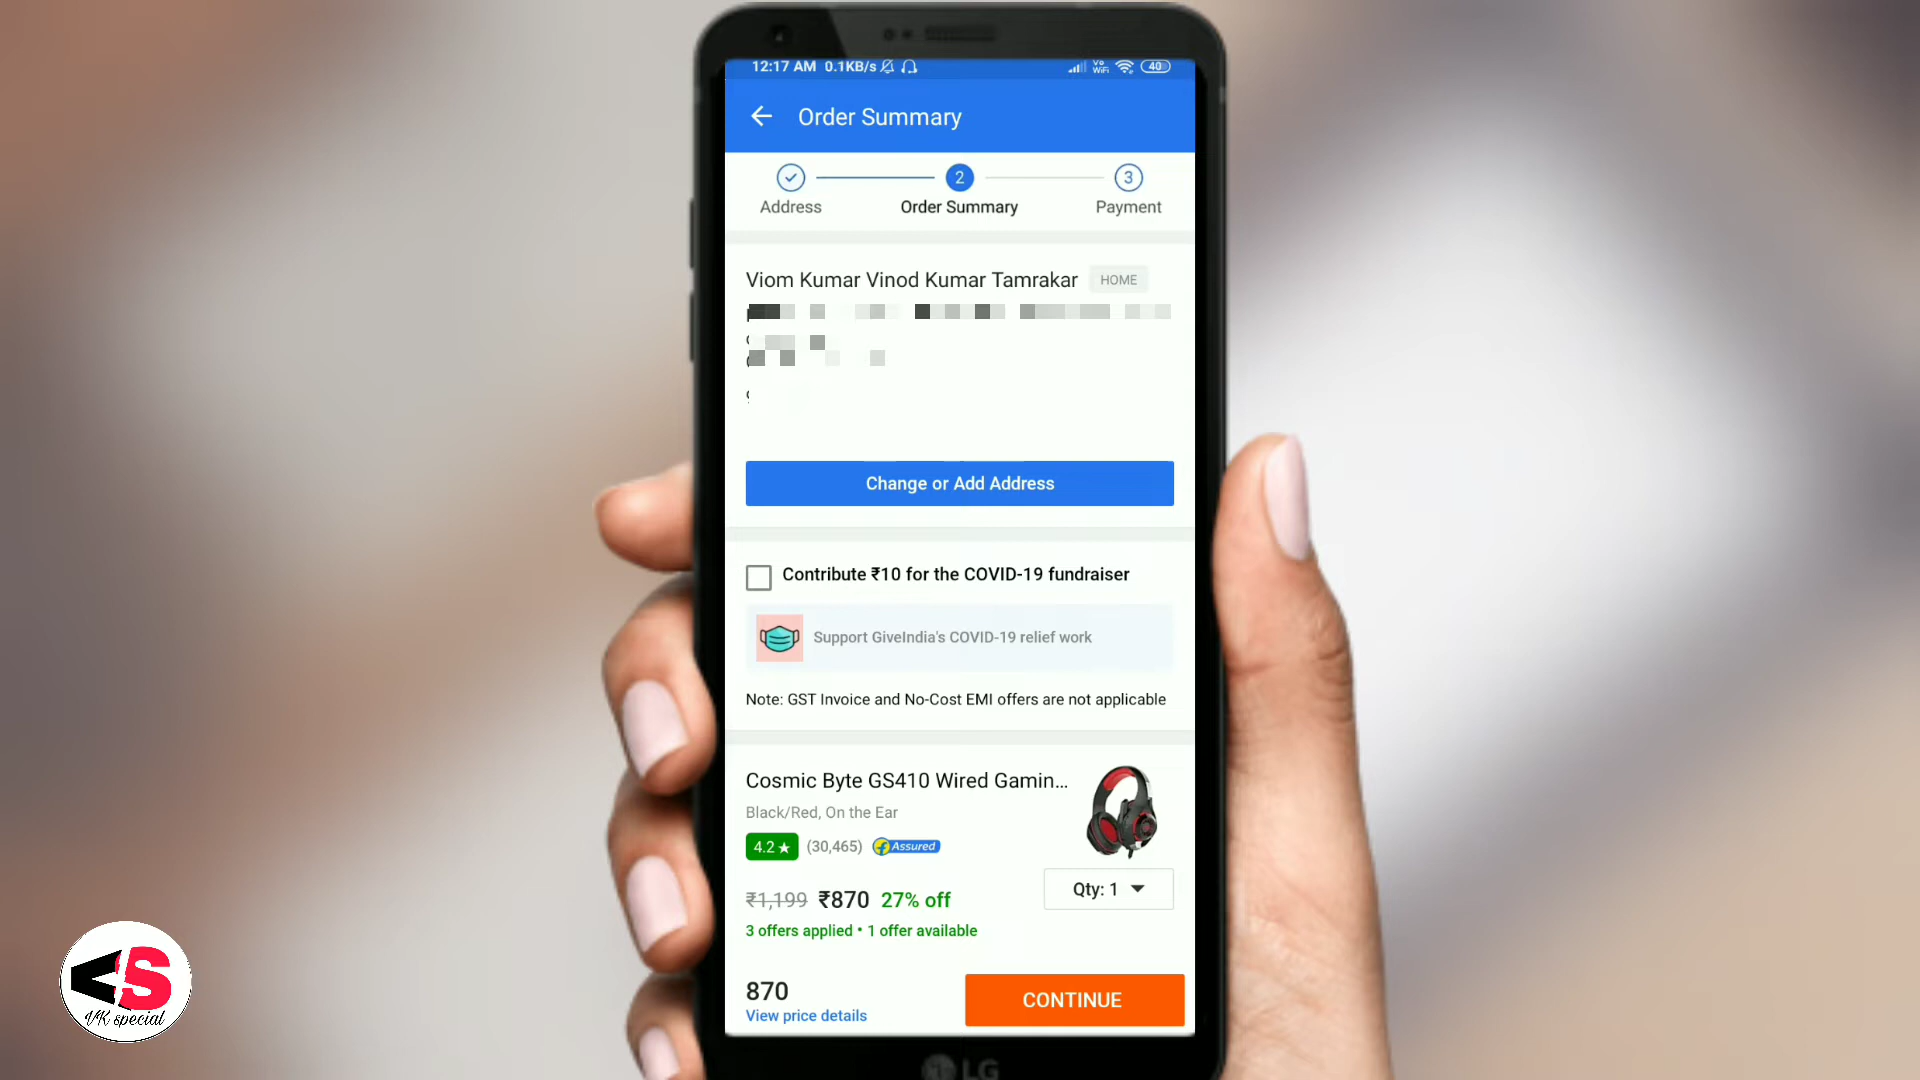 12:17 AM 0.1KB/s
Vo WiFi 40
Order Summary
2 3
Address Order Summary Payment
Viom Kumar Vinod Kumar Tamrakar HOME
Change or Add Address
Contribute ₹10 for the COVID-19 fundraiser
Support GiveIndia's COVID-19 relief work
Note: GST Invoice and No-Cost EMI offers are not applicable
Cosmic Byte GS410 Wired Gamin...
Black/Red, On the Ear
4.2★ (30,465) f Assured
Qty: 1
₹1,199 ₹870 27% off
3 offers applied • 1 offer available
870
CONTINUE
View price details
LG
VS
VK special